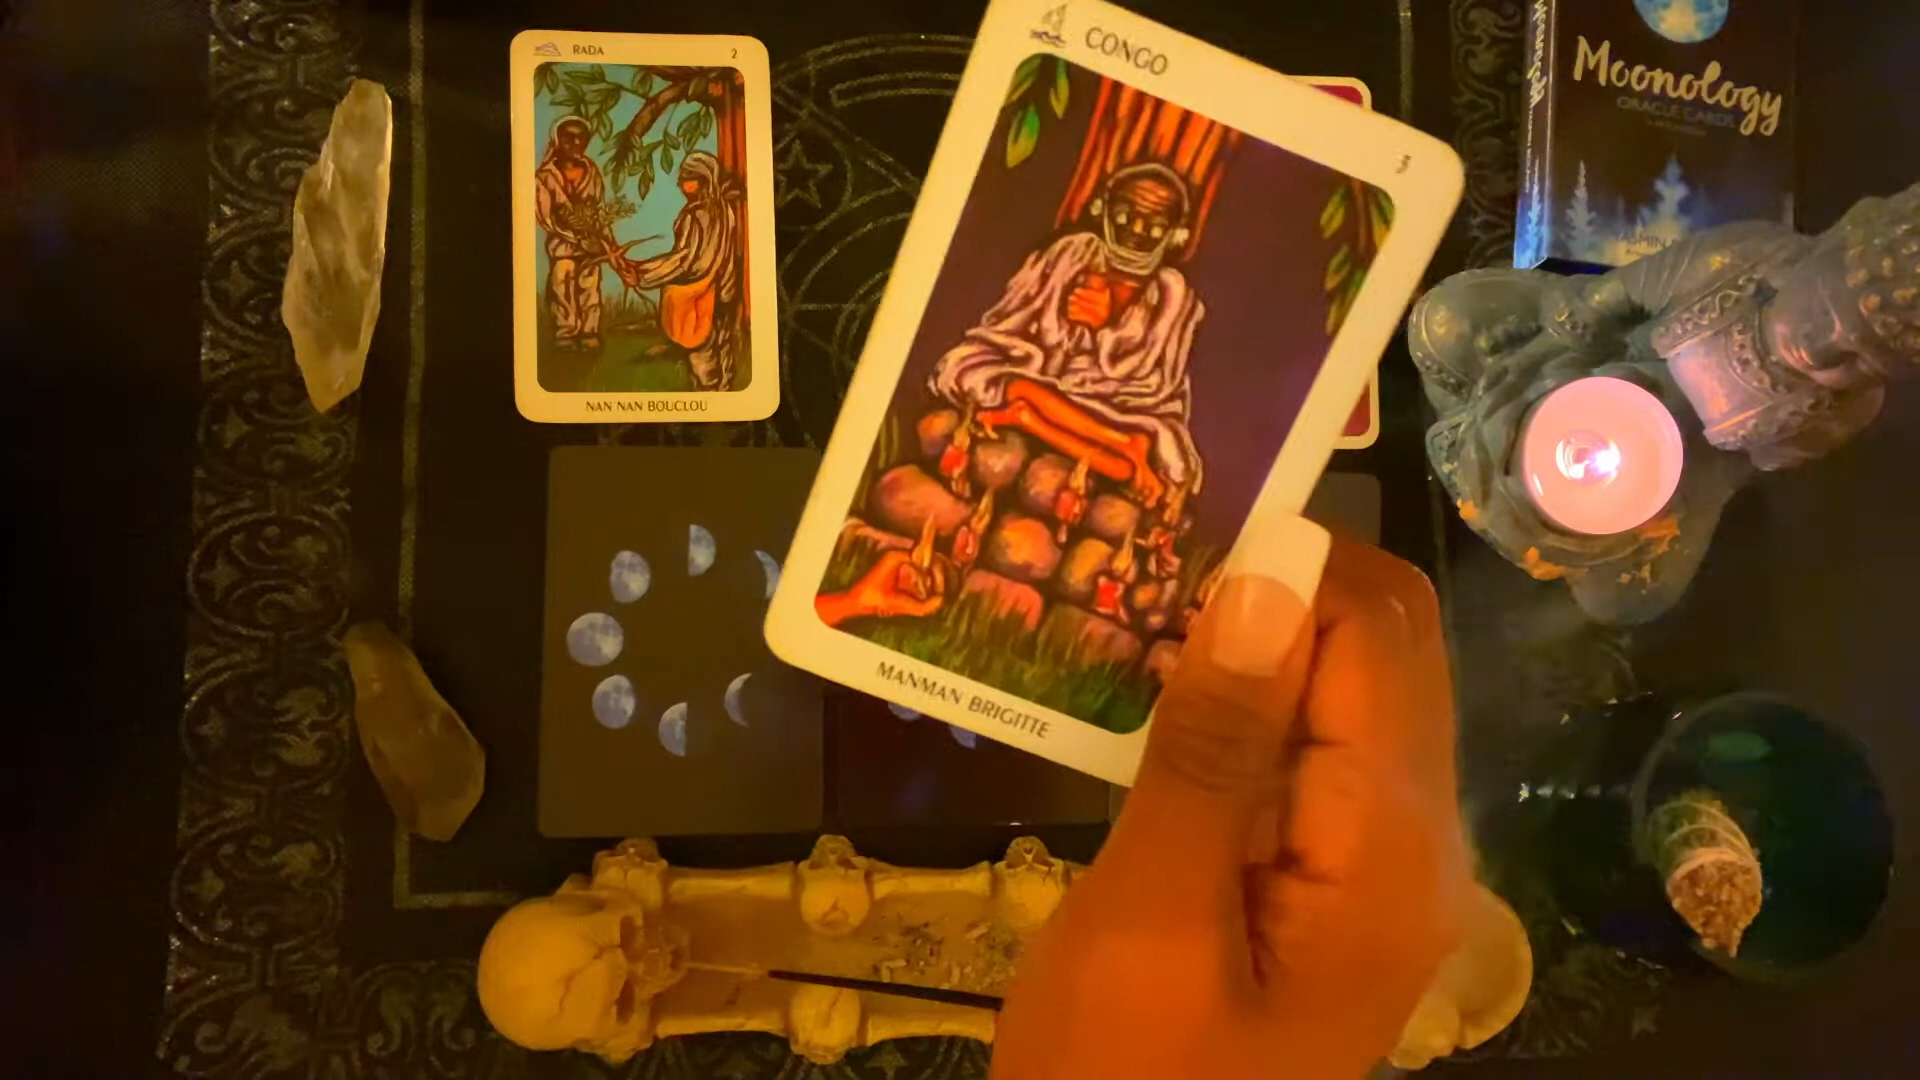 RADA 2
NAN NAN BOUCLOU
CONGO
3
MANMAN BRIGITTE
Moonology
ORACLE CARDS